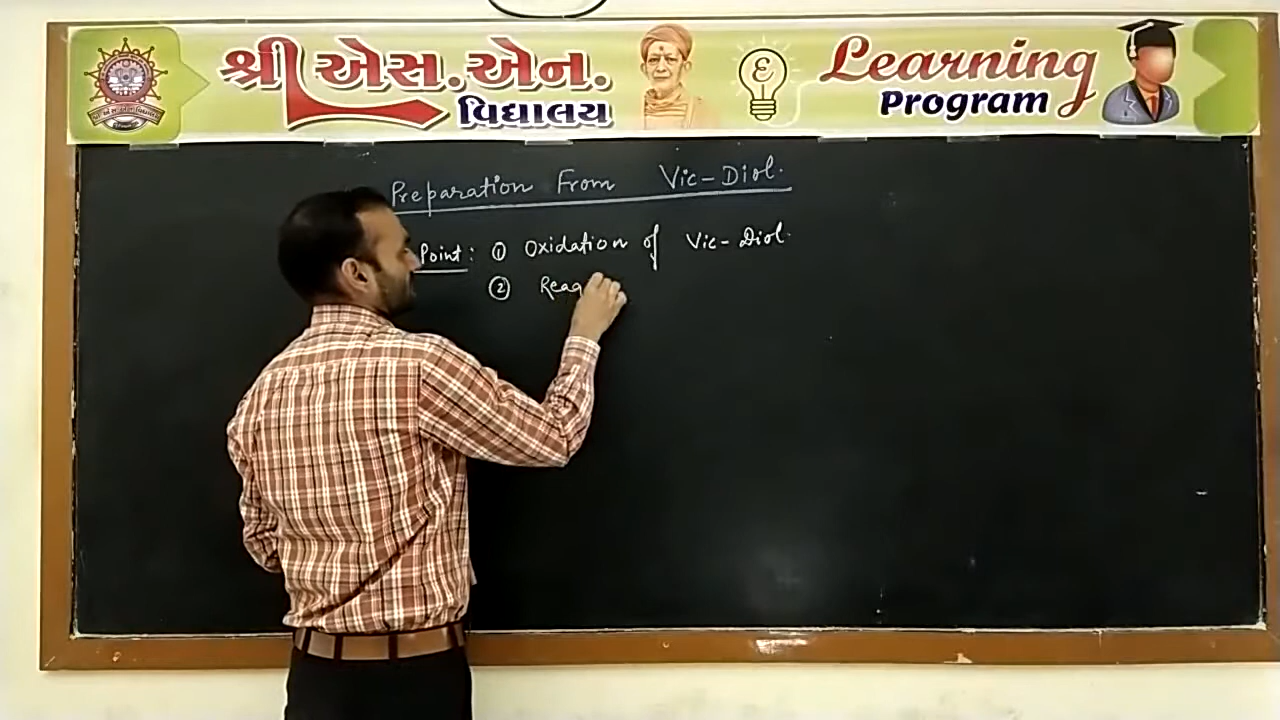 શ્રી એસ.એન.
વિદ્યાલય
Learning
Program
Preparation From Vic-Diol.
Point: ① Oxidation of Vic-Diol.
② Reag